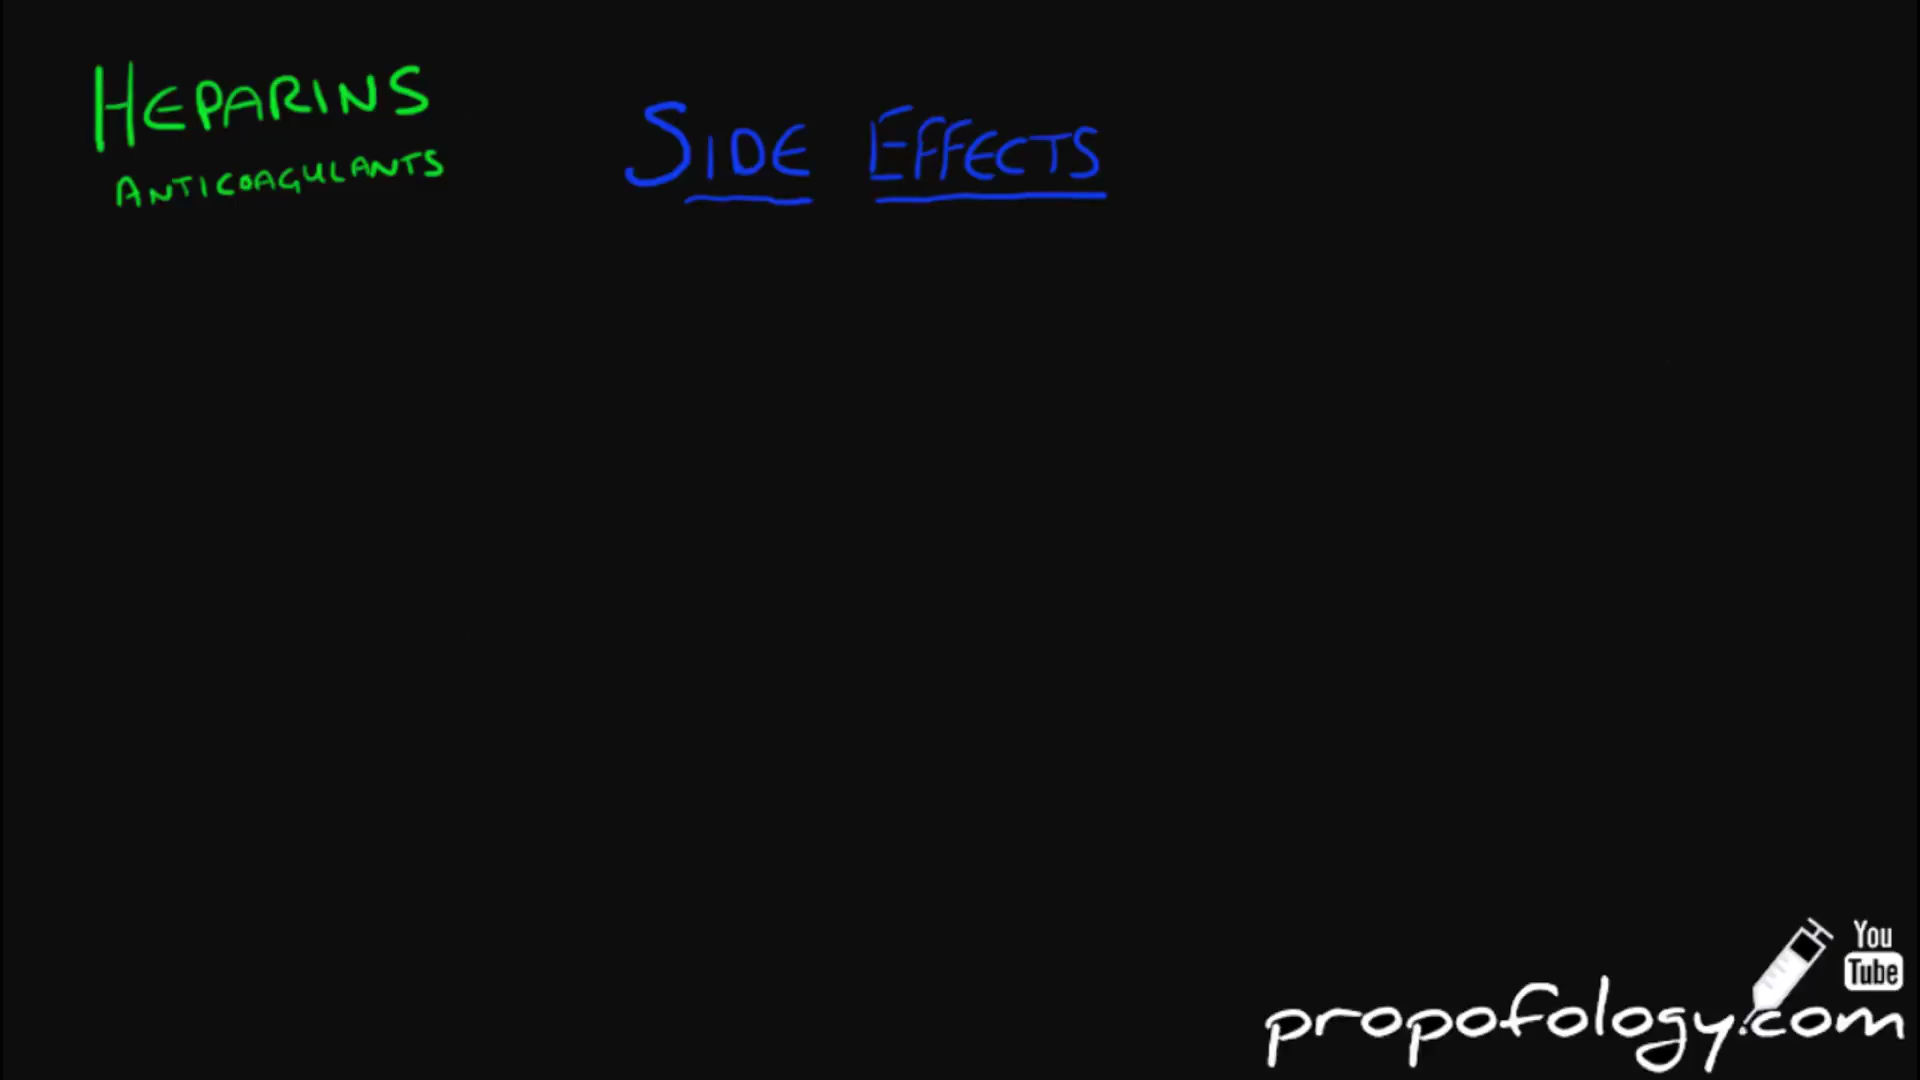 HEPARINS
ANTICOAGULANTS
SIDE EFFECTS
You
Tube
propofology.com